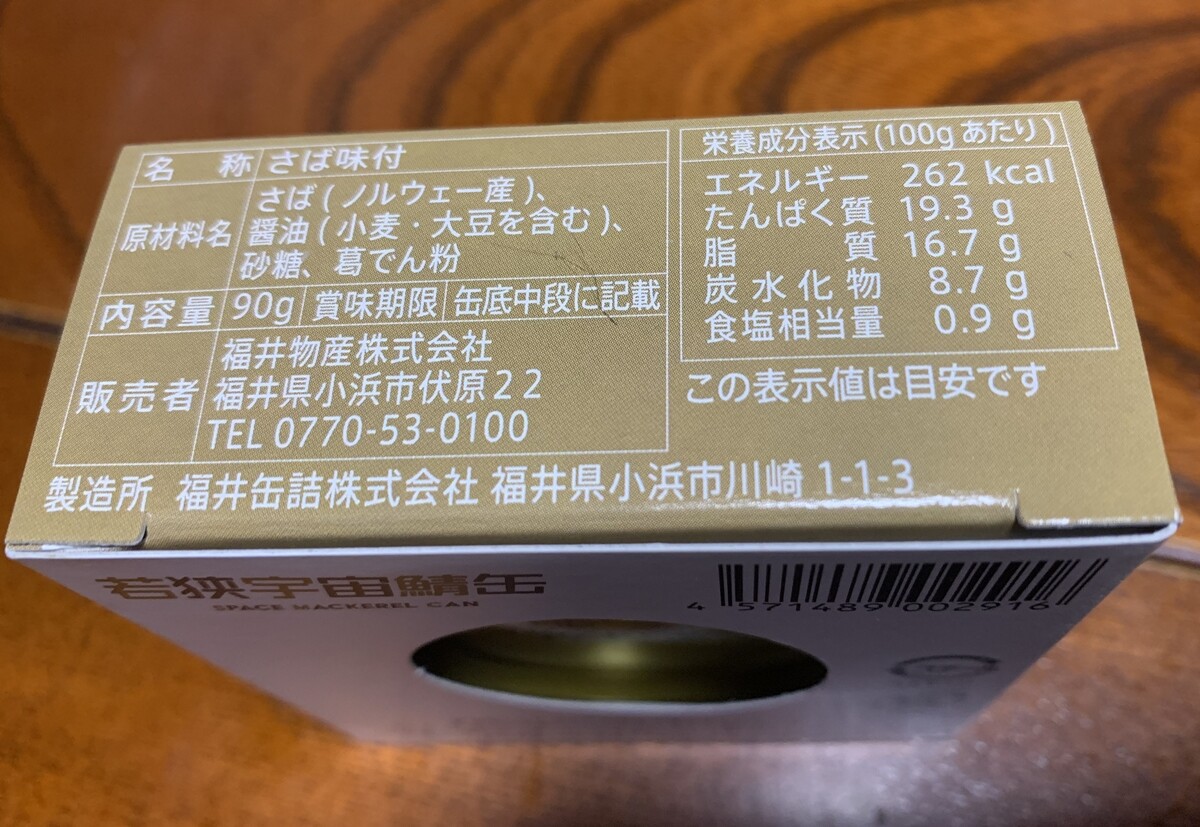 名 称 さば味付
原材料名 さば(ノルウェー産)、
醤油(小麦・大豆を含む)、
砂糖、葛でん粉
内容量 90g 賞味期限 缶底中段に記載
販売者 福井物産株式会社
福井県小浜市伏原22
TEL 0770-53-0100
製造所 福井缶詰株式会社 福井県小浜市川崎 1-1-3
栄養成分表示(100gあたり)
エネルギー 262 kcal
たんぱく質 19.3 g
脂 質 16.7 g
炭水化物 8.7 g
食塩相当量 0.9 g
この表示値は目安です
若狭宇宙鯖缶
SPACE MACKEREL CAN
4 571489 002916